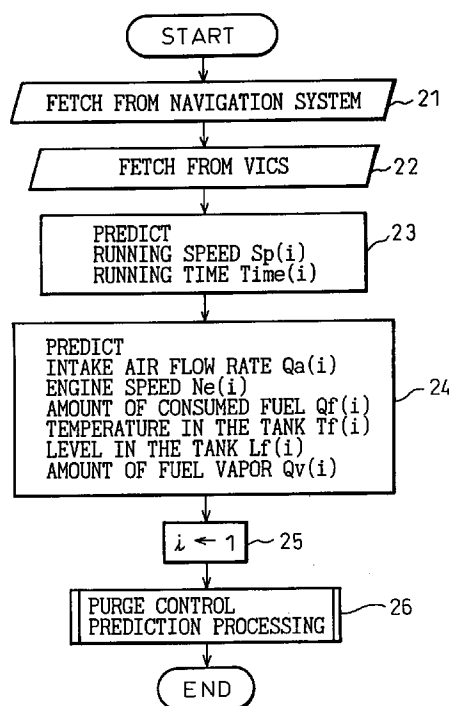 START
FETCH FROM NAVIGATION SYSTEM
21
FETCH FROM VICS
22
PREDICT
RUNNING SPEED Sp(i)
RUNNING TIME Time(i)
23
PREDICT
INTAKE AIR FLOW RATE Qa(i)
ENGINE SPEED Ne(i)
AMOUNT OF CONSUMED FUEL Qf(i)
TEMPERATURE IN THE TANK Tf(i)
LEVEL IN THE TANK Lf(i)
AMOUNT OF FUEL VAPOR Qv(i)
24
i ← 1
25
PURGE CONTROL
PREDICTION PROCESSING
26
END